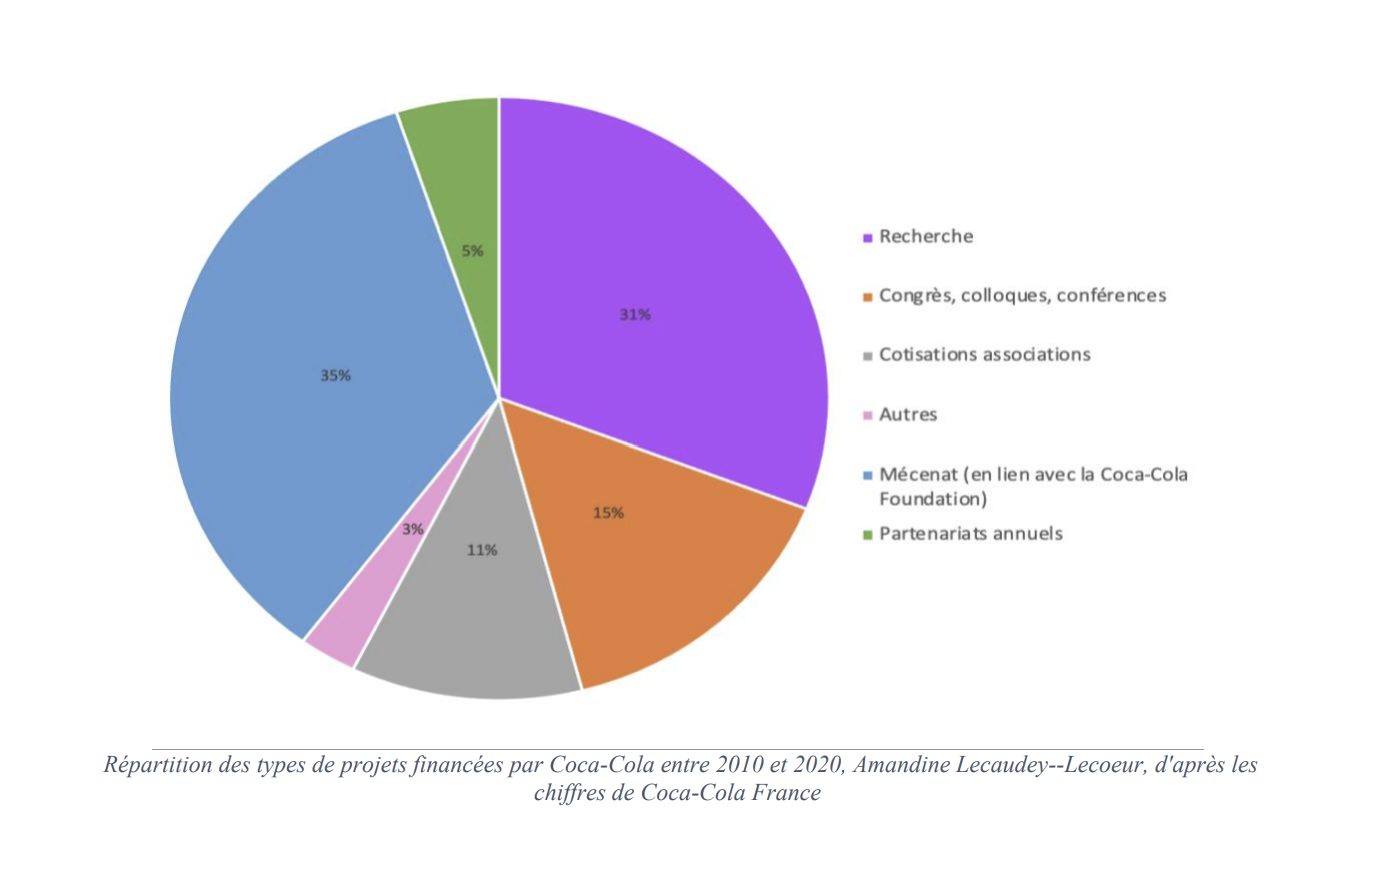 5%
31%
35%
15%
3%
11%
Recherche
Congrès, colloques, conférences
Cotisations associations
Autres
Mécenat (en lien avec la Coca-Cola
Foundation)
Partenariats annuels
Répartition des types de projets financées par Coca-Cola entre 2010 et 2020, Amandine Lecaudey--Lecoeur, d'après les
chiffres de Coca-Cola France